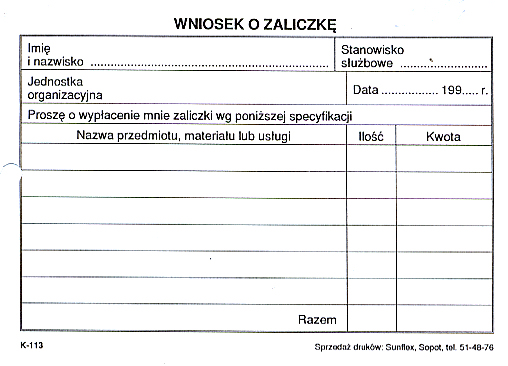 WNIOSEK O ZALICZKĘ
Imię
i nazwisko ........................................................................
Stanowisko
służbowe ..........................
Jednostka
organizacyjna
Data ................. 199..... r.
Proszę o wypłacenie mnie zaliczki wg poniższej specyfikacji
Nazwa przedmiotu, materiału lub usługi Ilość Kwota
Razem
K-113 Sprzedaż druków: Sunflex, Sopot, tel. 51-48-76